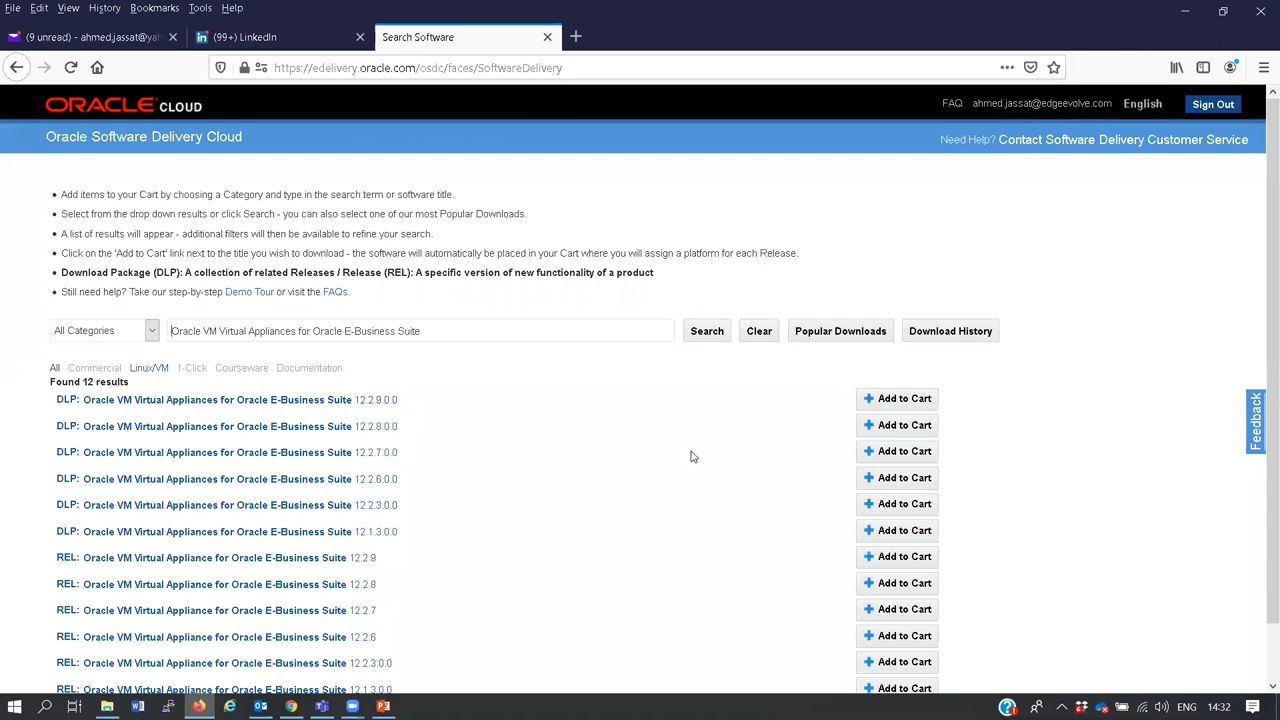 File Edit View History Bookmarks Tools Help
(9 unread) - ahmed.jassat@yah
(99+) LinkedIn
Search Software
https://edelivery.oracle.com/osdc/faces/SoftwareDelivery
ORACLE CLOUD
FAQ ahmed.jassat@edgeevolve.com English Sign Out
Oracle Software Delivery Cloud
Need Help? Contact Software Delivery Customer Service
Add items to your Cart by choosing a Category and type in the search term or software title.
Select from the drop down results or click Search - you can also select one of our most Popular Downloads.
A list of results will appear - additional filters will then be available to refine your search.
Click on the 'Add to Cart' link next to the title you wish to download - the software will automatically be placed in your Cart where you will assign a platform for each Release.
Download Package (DLP): A collection of related Releases / Release (REL): A specific version of new functionality of a product
Still need help? Take our step-by-step Demo Tour or visit the FAQs.
All Categories Oracle VM Virtual Appliances for Oracle E-Business Suite Search Clear Popular Downloads Download History
All Commercial Linux/VM 1-Click Courseware Documentation
Found 12 results
DLP: Oracle VM Virtual Appliances for Oracle E-Business Suite 12.2.9.0.0 Add to Cart
DLP: Oracle VM Virtual Appliances for Oracle E-Business Suite 12.2.8.0.0 Add to Cart
DLP: Oracle VM Virtual Appliances for Oracle E-Business Suite 12.2.7.0.0 Add to Cart
DLP: Oracle VM Virtual Appliances for Oracle E-Business Suite 12.2.6.0.0 Add to Cart
DLP: Oracle VM Virtual Appliances for Oracle E-Business Suite 12.2.3.0.0 Add to Cart
DLP: Oracle VM Virtual Appliances for Oracle E-Business Suite 12.1.3.0.0 Add to Cart
REL: Oracle VM Virtual Appliance for Oracle E-Business Suite 12.2.9 Add to Cart
REL: Oracle VM Virtual Appliance for Oracle E-Business Suite 12.2.8 Add to Cart
REL: Oracle VM Virtual Appliance for Oracle E-Business Suite 12.2.7 Add to Cart
REL: Oracle VM Virtual Appliance for Oracle E-Business Suite 12.2.6 Add to Cart
REL: Oracle VM Virtual Appliance for Oracle E-Business Suite 12.2.3.0.0 Add to Cart
REL: Oracle VM Virtual Appliance for Oracle E-Business Suite 12.1.3.0.0 Add to Cart
Feedback
ENG 14:32